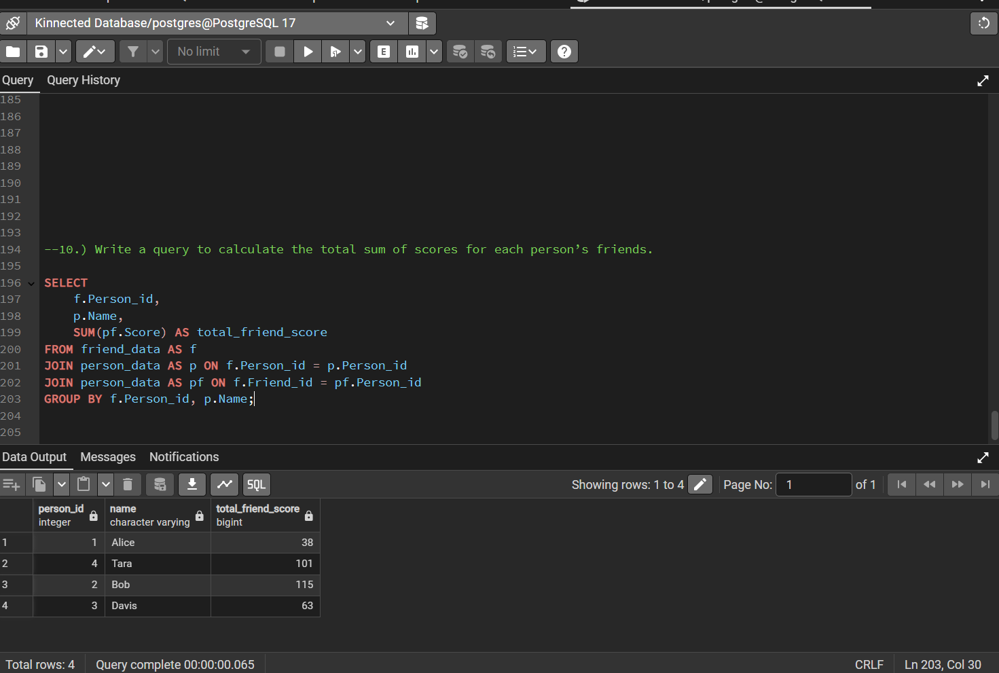 Kinnected Database/postgres@PostgreSQL 17
No limit
E
Query Query History
185
186
187
188
189
190
191
192
193
194 --10.) Write a query to calculate the total sum of scores for each person’s friends.
195
196 SELECT
197 f.Person_id,
198 p.Name,
199 SUM(pf.Score) AS total_friend_score
200 FROM friend_data AS f
201 JOIN person_data AS p ON f.Person_id = p.Person_id
202 JOIN person_data AS pf ON f.Friend_id = pf.Person_id
203 GROUP BY f.Person_id, p.Name;
204
205
Data Output Messages Notifications
SQL Showing rows: 1 to 4 Page No: 1 of 1
person_id name total_friend_score
integer character varying bigint
1 1 Alice 38
2 4 Tara 101
3 2 Bob 115
4 3 Davis 63
Total rows: 4 Query complete 00:00:00.065 CRLF Ln 203, Col 30